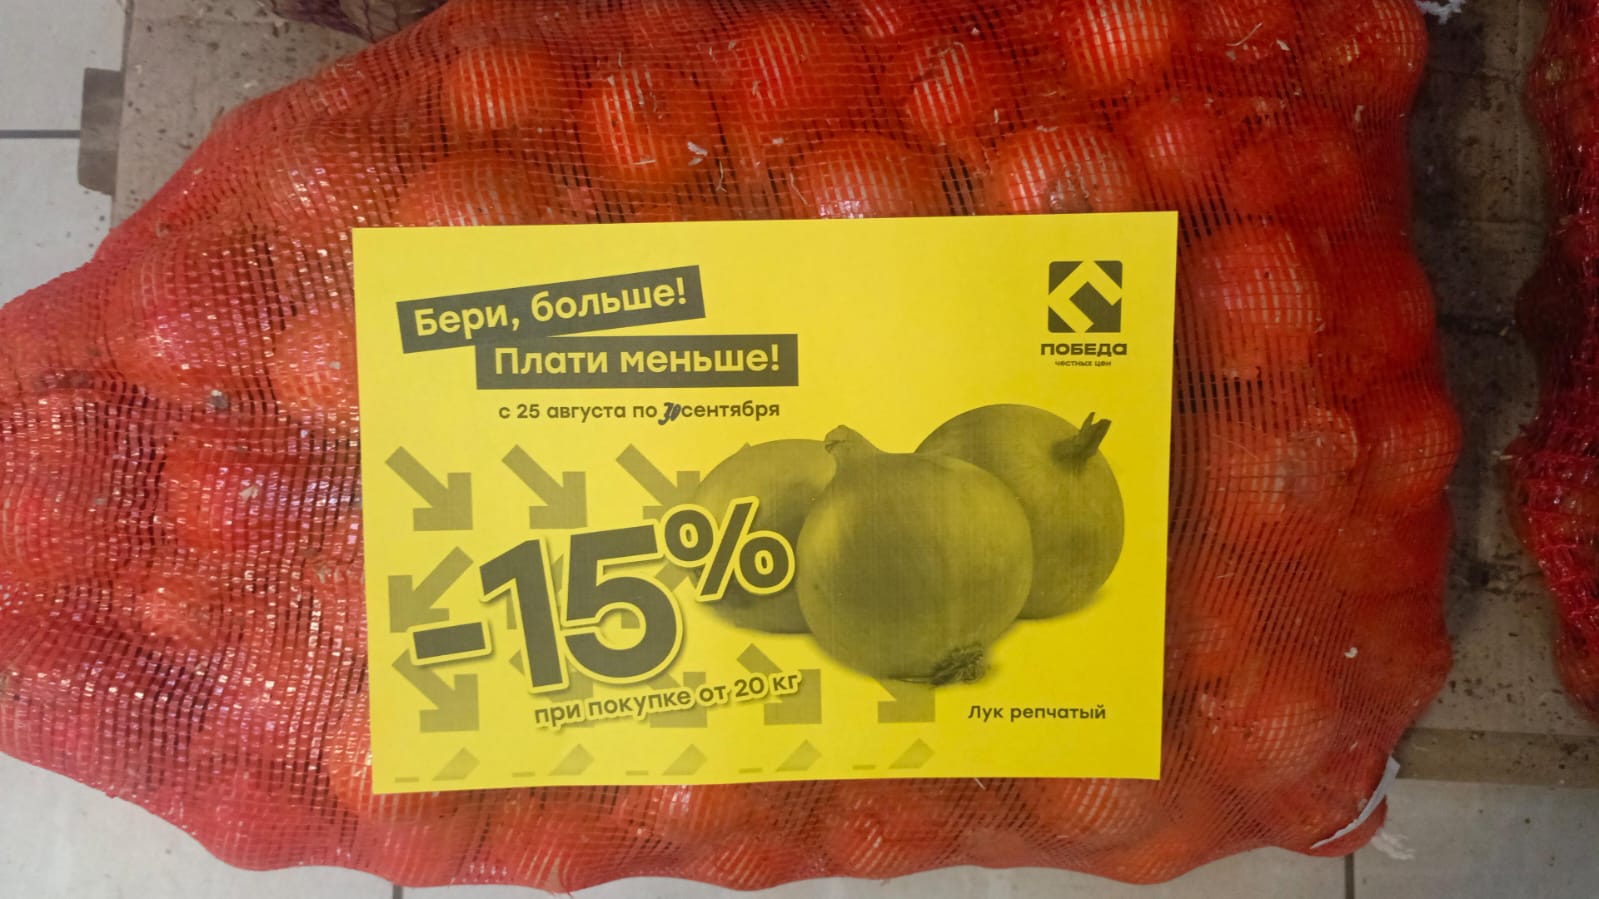 Бери, больше!
Плати меньше!
с 25 августа по 30 сентября
ПОБЕДА
честных цен
-15%
при покупке от 20 кг
Лук репчатый